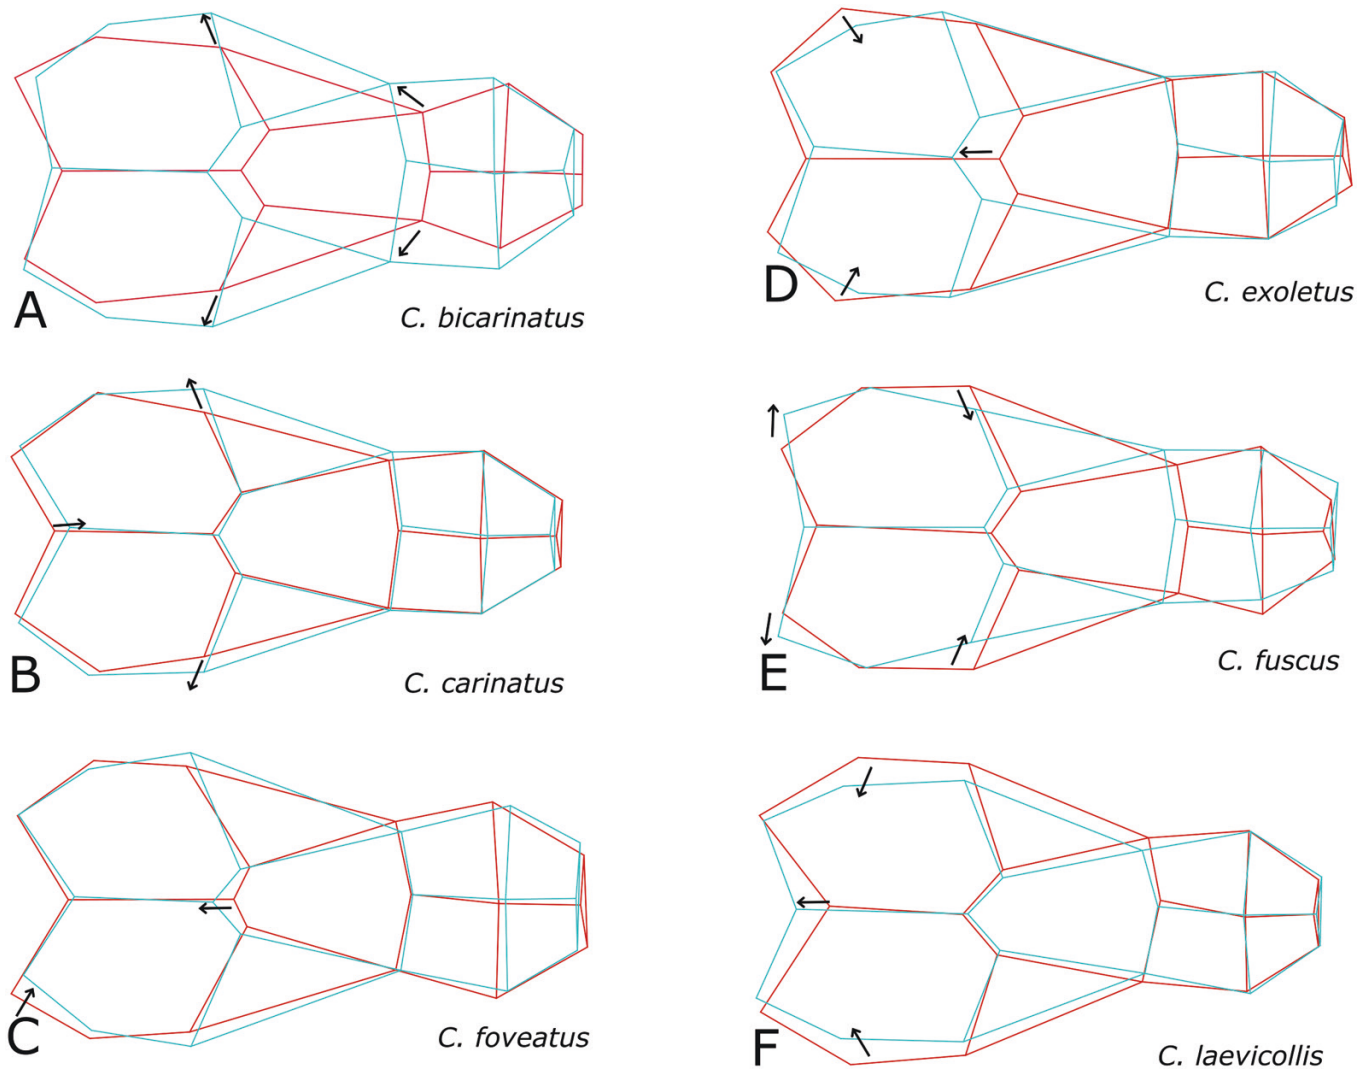 A
C. bicarinatus
D
C. exoletus
B
C. carinatus
E
C. fuscus
C
C. foveatus
F
C. laevicollis